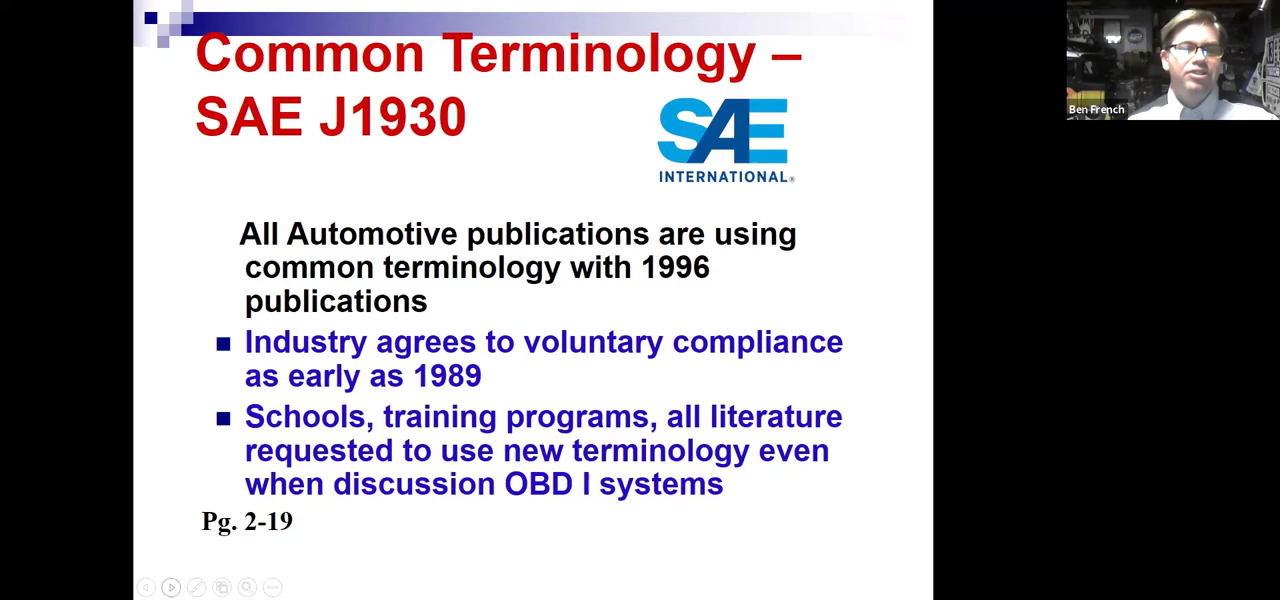 Common Terminology –
SAE J1930
SAE
INTERNATIONAL®
Ben French
All Automotive publications are using
common terminology with 1996
publications
Industry agrees to voluntary compliance
as early as 1989
Schools, training programs, all literature
requested to use new terminology even
when discussion OBD I systems
Pg. 2-19